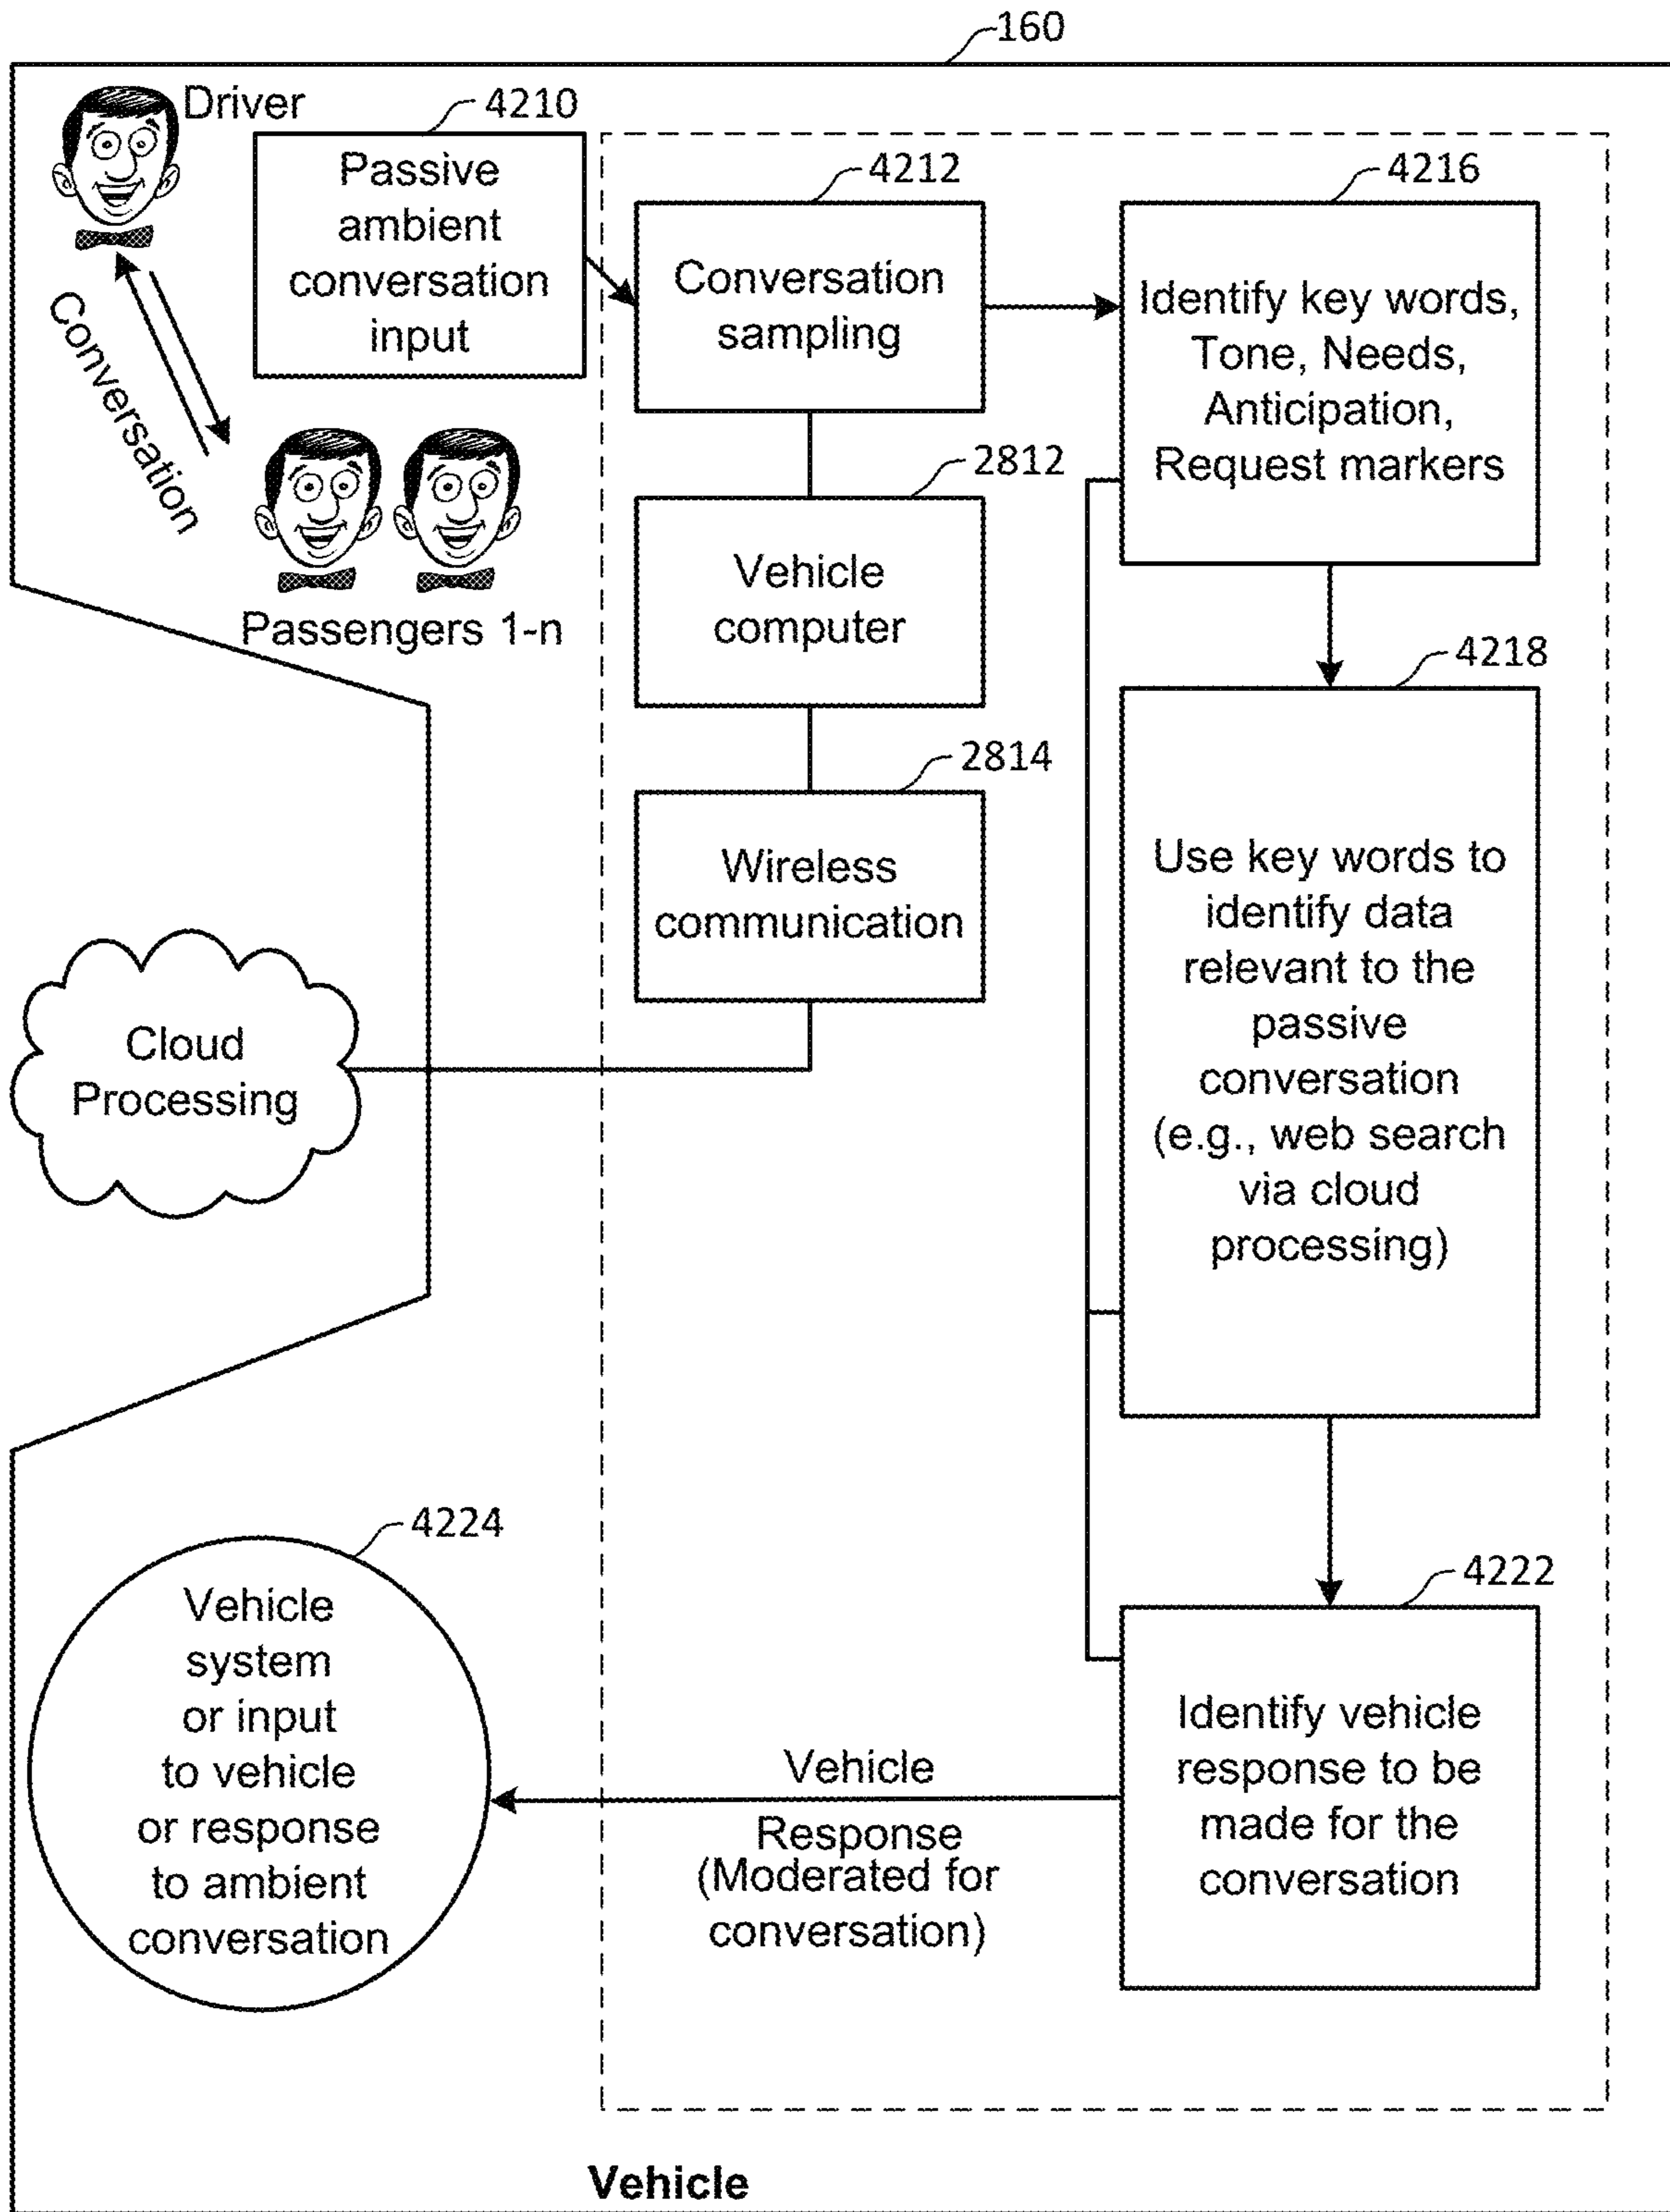 160
Driver
4210
Passive
ambient
conversation
input
4212
Conversation
sampling
4216
Identify key words,
Tone, Needs,
Anticipation,
Request markers
Conversation
Passengers 1-n
2812
Vehicle
computer
2814
Wireless
communication
4218
Use key words to
identify data
relevant to the
passive
conversation
(e.g., web search
via cloud
processing)
Cloud
Processing
4224
Vehicle
system
or input
to vehicle
or response
to ambient
conversation
Vehicle
Response
(Moderated for
conversation)
4222
Identify vehicle
response to be
made for the
conversation
Vehicle